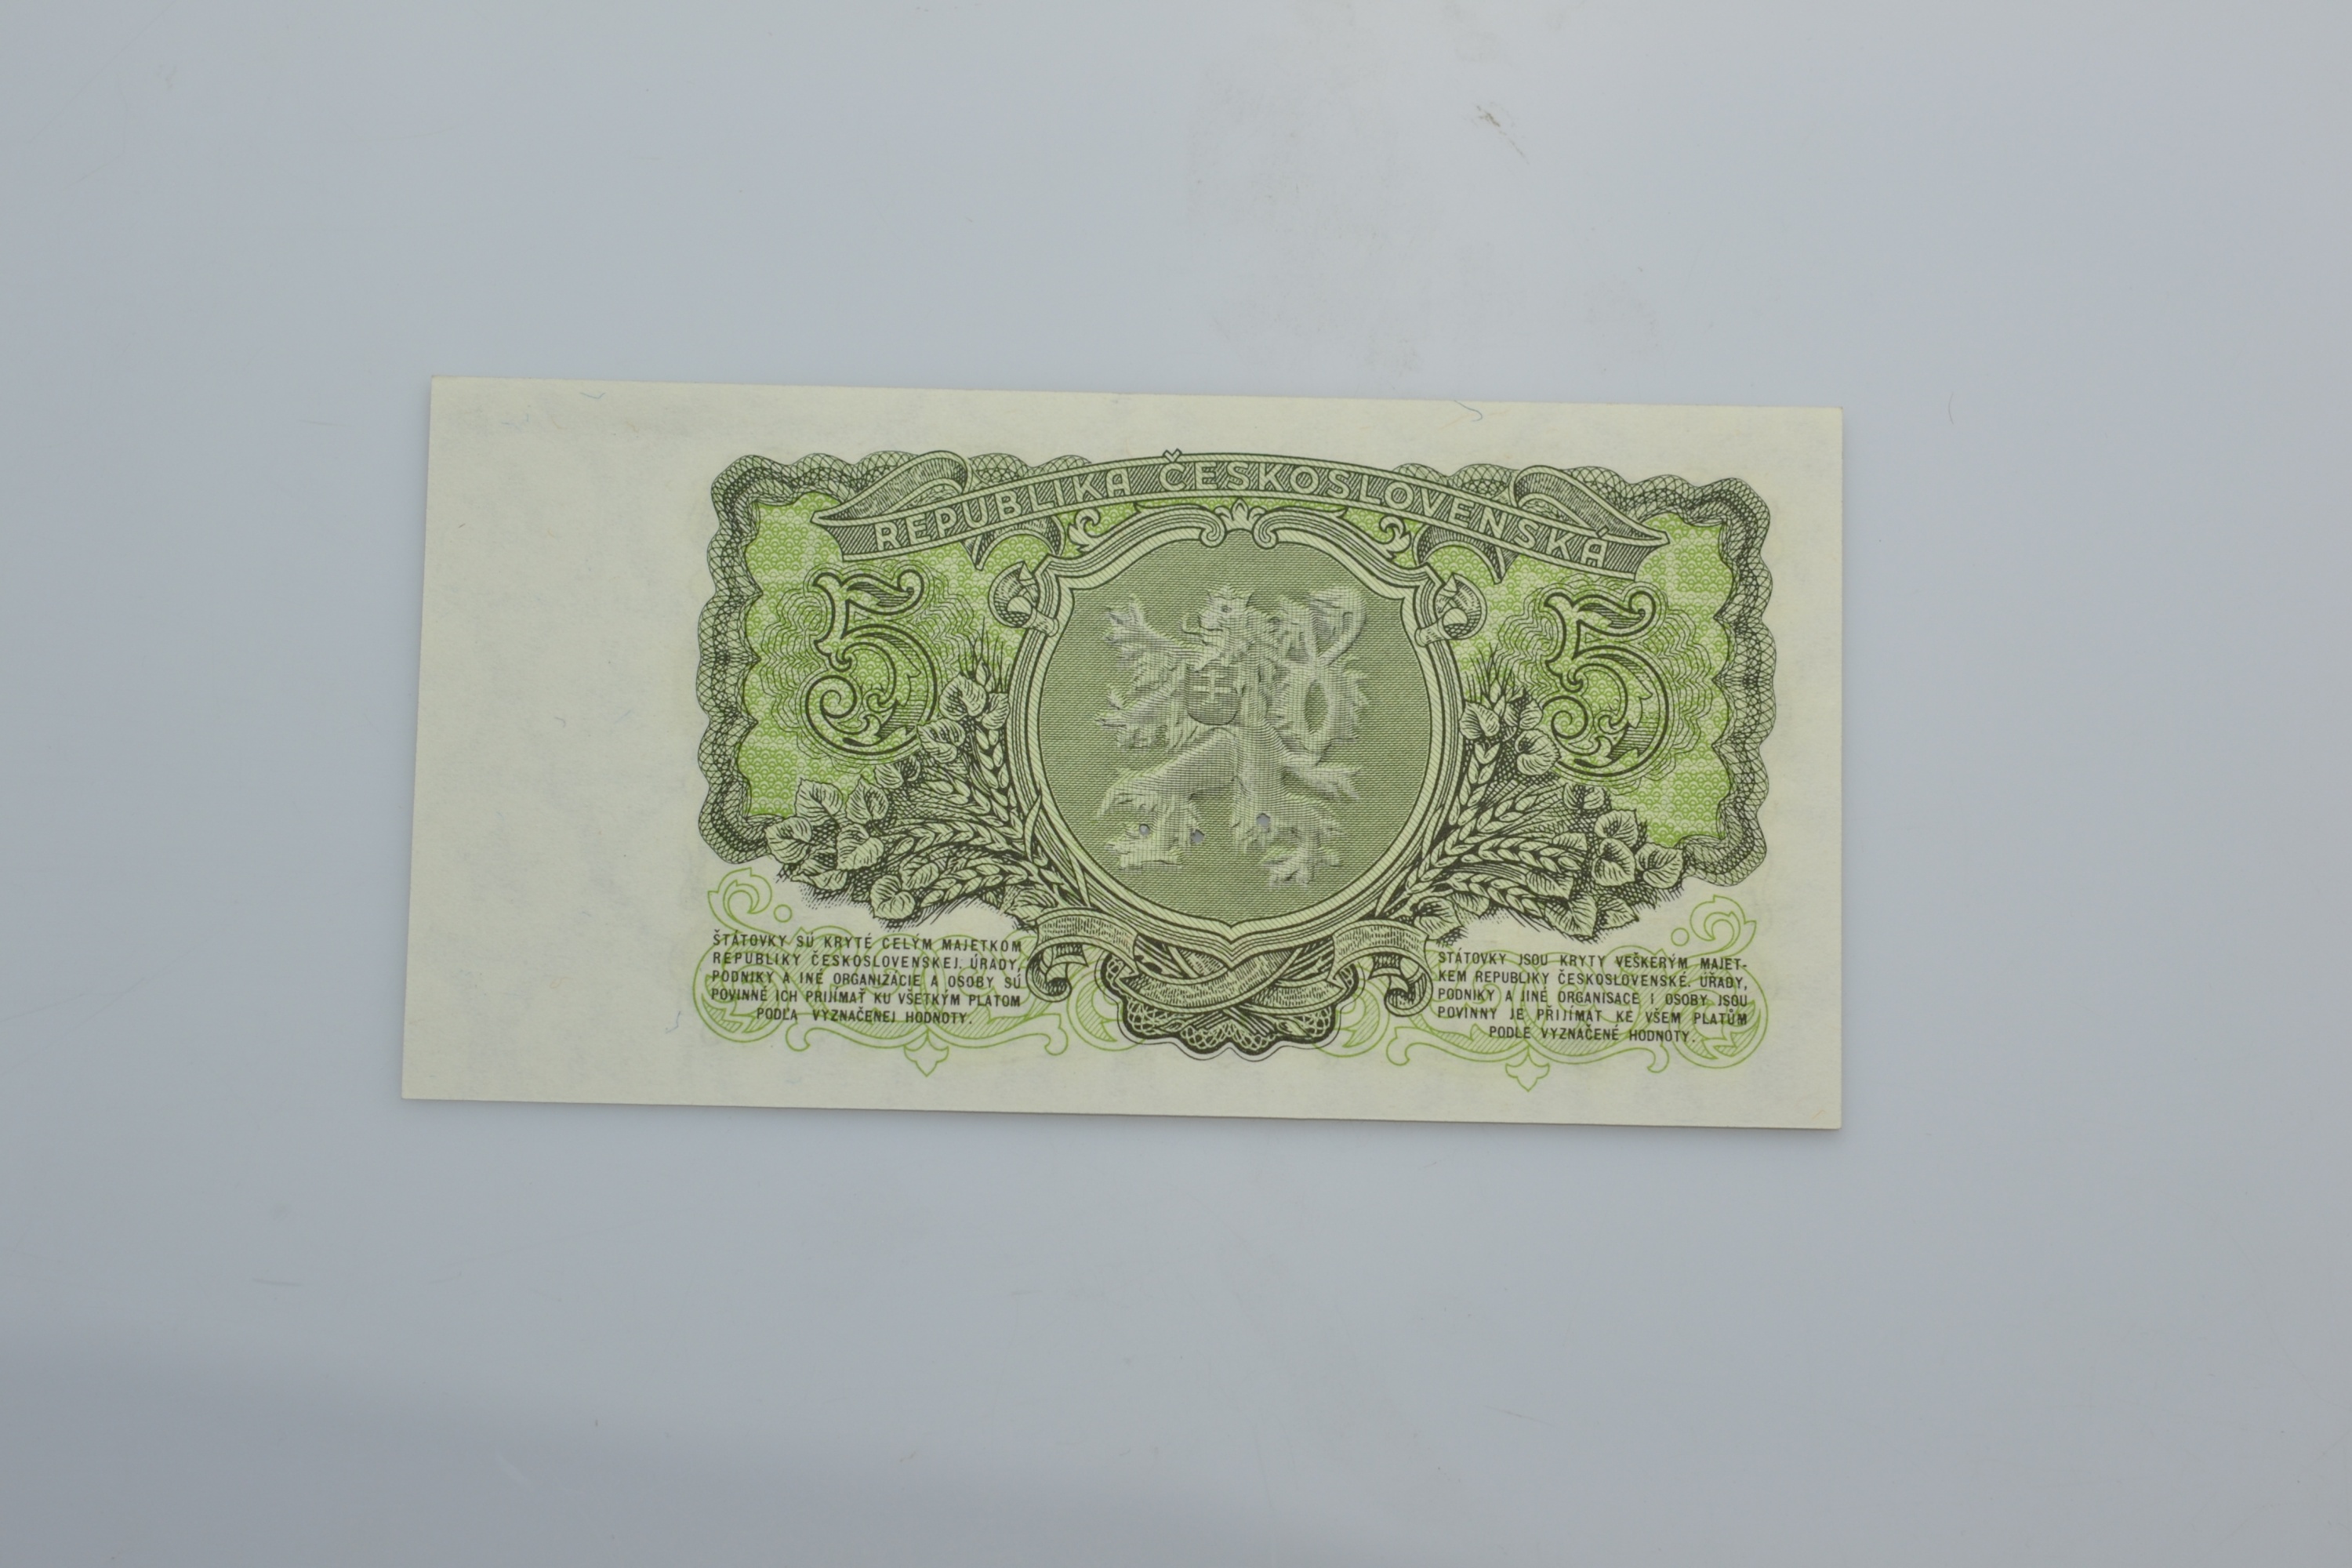 REPUBLIKA ČESKOSLOVENSKÁ
5 5
ŠTÁTOVKY SÚ KRYTÉ CELÝM MAJETKOM
REPUBLIKY ČESKOSLOVENSKEJ. ÚRADY,
PODNIKY A INÉ ORGANIZÁCIE A OSOBY SÚ
POVINNÉ ICH PRIJÍMAŤ KU VŠETKÝM PLATOM
PODĽA VYZNAČENEJ HODNOTY.
STÁTOVKY JSOU KRYTY VEŠKERÝM MAJET-
KEM REPUBLIKY ČESKOSLOVENSKÉ. ÚŘADY,
PODNIKY A JINÉ ORGANISACE I OSOBY JSOU
POVINNY JE PŘIJÍMAT KE VŠEM PLATŮM
PODLE VYZNAČENÉ HODNOTY.